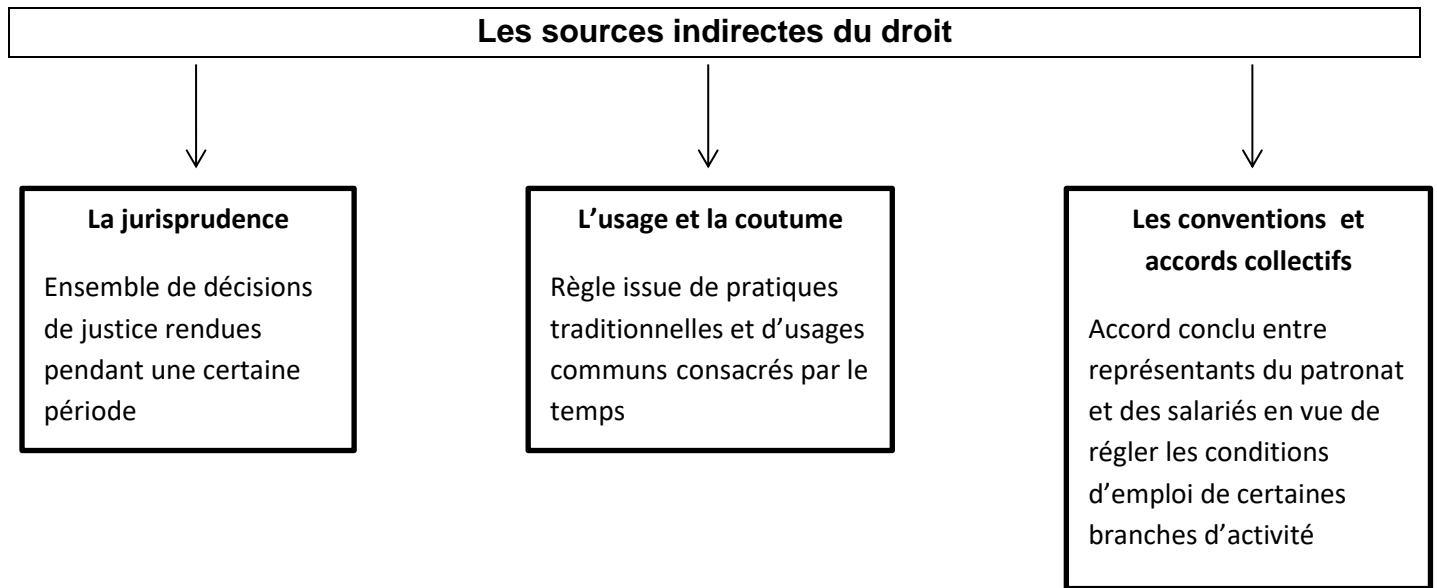 Les sources indirectes du droit
La jurisprudence
Ensemble de décisions
de justice rendues
pendant une certaine
période
L’usage et la coutume
Règle issue de pratiques
traditionnelles et d’usages
communs consacrés par le
temps
Les conventions et
accords collectifs
Accord conclu entre
représentants du patronat
et des salariés en vue de
régler les conditions
d’emploi de certaines
branches d’activité